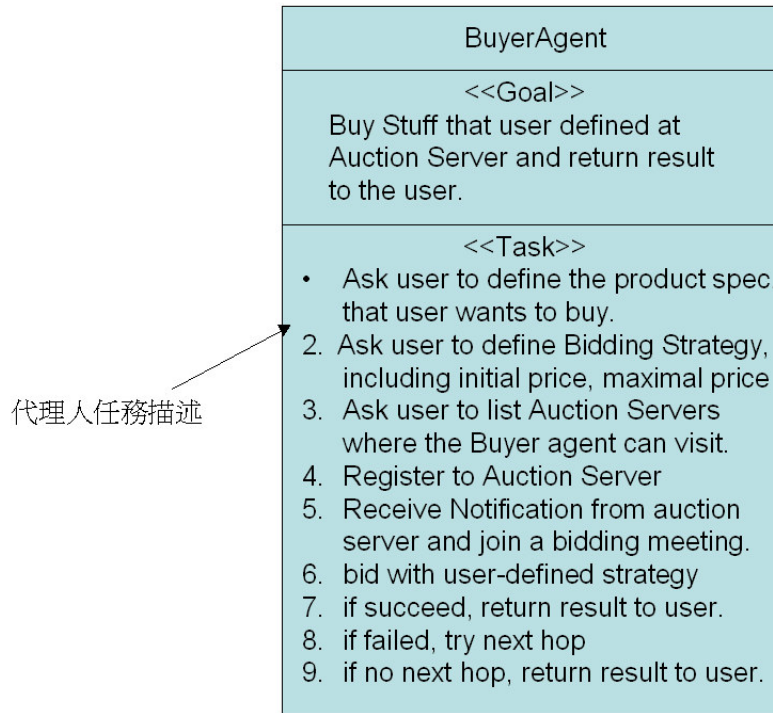 BuyerAgent
<<Goal>>
Buy Stuff that user defined at
Auction Server and return result
to the user.
<<Task>>
• Ask user to define the product spec
that user wants to buy.
2. Ask user to define Bidding Strategy,
including initial price, maximal price
3. Ask user to list Auction Servers
where the Buyer agent can visit.
4. Register to Auction Server
5. Receive Notification from auction
server and join a bidding meeting.
6. bid with user-defined strategy
7. if succeed, return result to user.
8. if failed, try next hop
9. if no next hop, return result to user.
代理人任務描述